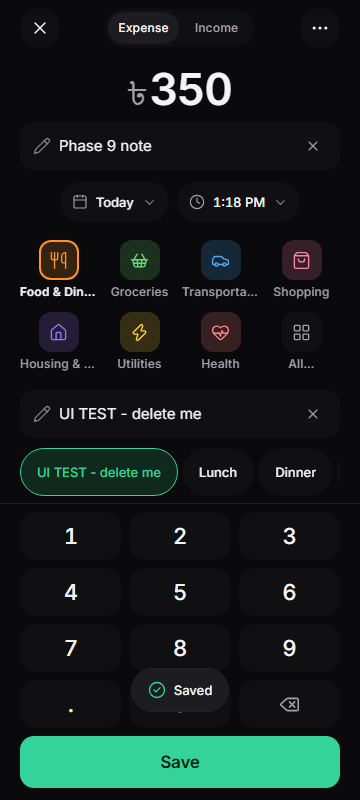 Expense Income
৳350
Phase 9 note
Today 1:18 PM
Food & Din... Groceries Transporta... Shopping
Housing & ... Utilities Health All...
UI TEST - delete me
UI TEST - delete me Lunch Dinner
1 2 3
4 5 6
7 8 9
.
Saved
Save